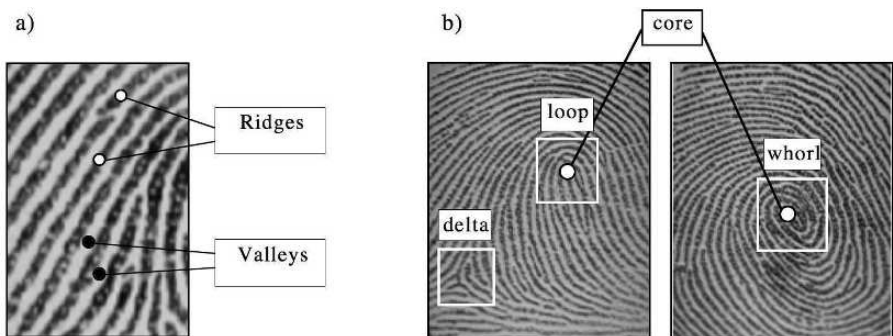 a)
Ridges
Valleys
b)
core
loop
whorl
delta